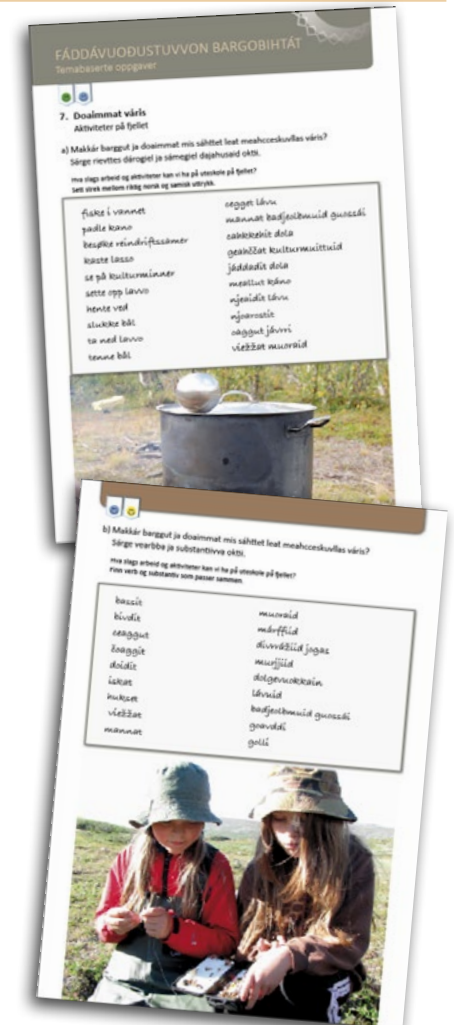 FÁDDÁVUOĐUSTUVVON BARGOBIHTÁT
Temabaserte oppgaver
7. Doaimmat váris
Aktiviteter på fjellet
a) Makkár barggut ja doaimmat mis sáhttet leat meahcceskuvllas váris?
Sárge rievttes dárogiel ja sámegiel dajahusaid oktii.
Hva slags arbeid og aktiviteter kan vi ha på uteskole på fjellet?
Sett strek mellom riktig norsk og samisk uttrykk.
fiske i vannet
padle kano
besøke reindriftssamer
kaste lasso
se på kulturminner
sette opp lavvo
hente ved
slukke bål
ta ned lavvo
tenne bål
cegget lávu
mannat badjeolbmuid guossái
cahkkehit dola
geahččat kulturmuittuid
jáddadit dola
meallut káno
njeaidit lávu
njoarostit
oaggut jávrri
viežžat muoraid
b) Makkár barggut ja doaimmat mis sáhttet leat meahcceskuvllas váris?
Sárge vearbba ja substantiivva oktii.
Hva slags arbeid og aktiviteter kan vi ha på uteskole på fjellet?
Finn verb og substantiv som passer sammen.
bassit
bivdit
ceaggut
čoaggit
doidit
iskat
hukset
viežžat
mannat
muoraid
márffiid
divrrážiid jogas
murjjiid
dolgevuokkain
lávuid
badjeolbmuid guossái
goavddi
golli